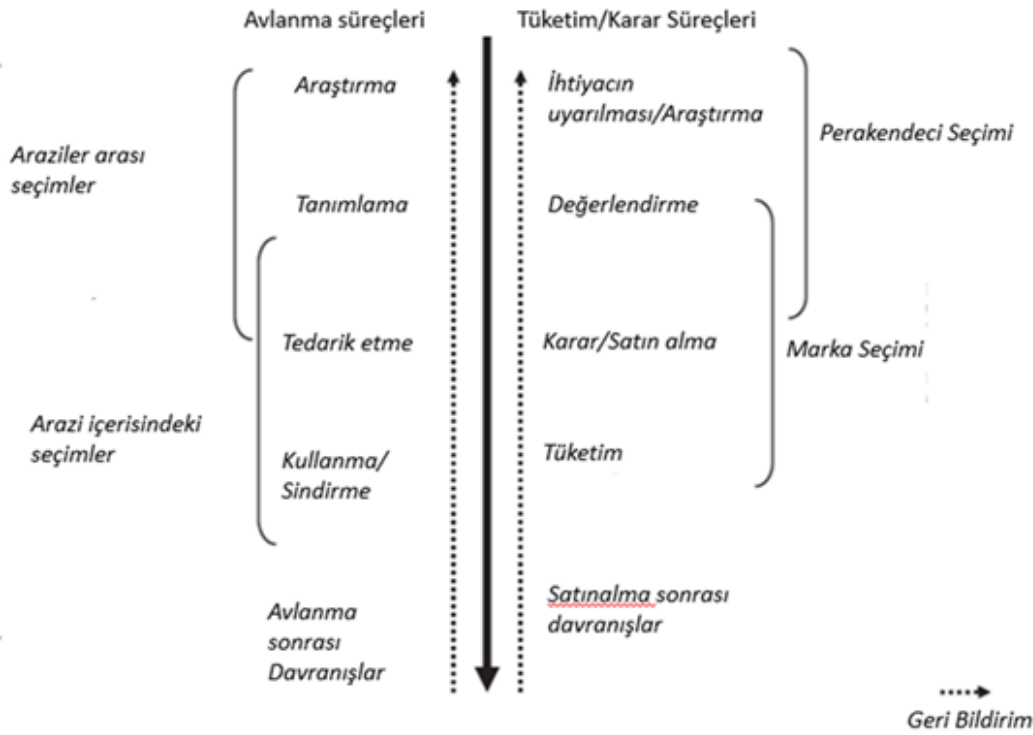 Avlanma süreçleri
Tüketim/Karar Süreçleri
Araştırma
İhtiyacın
uyarılması/Araştırma
Perakendeci Seçimi
Araziler arası
seçimler
Tanımlama
Değerlendirme
Tedarik etme
Karar/Satın alma
Marka Seçimi
Arazi içerisindeki
seçimler
Kullanma/
Sindirme
Tüketim
Avlanma
sonrası
Davranışlar
Satınalma sonrası
davranışlar
Geri Bildirim